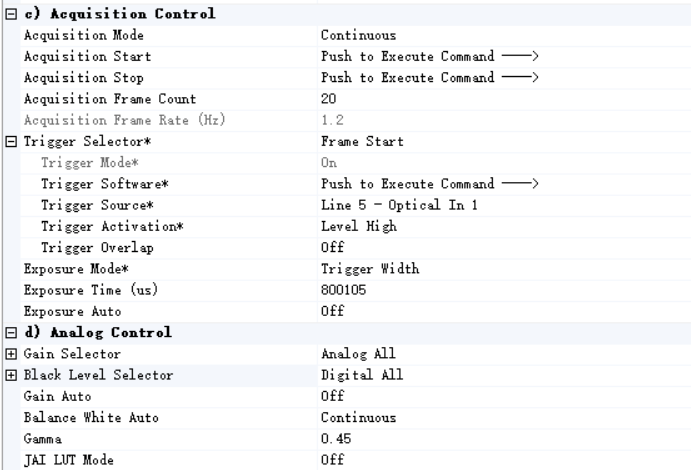 c) Acquisition Control
Acquisition Mode Continuous
Acquisition Start Push to Execute Command ———>
Acquisition Stop Push to Execute Command ———>
Acquisition Frame Count 20
Acquisition Frame Rate (Hz) 1.2
Trigger Selector* Frame Start
Trigger Mode* On
Trigger Software* Push to Execute Command ———>
Trigger Source* Line 5 - Optical In 1
Trigger Activation* Level High
Trigger Overlap Off
Exposure Mode* Trigger Width
Exposure Time (us) 800105
Exposure Auto Off
d) Analog Control
Gain Selector Analog All
Black Level Selector Digital All
Gain Auto Off
Balance White Auto Continuous
Gamma 0.45
JAI LUT Mode Off